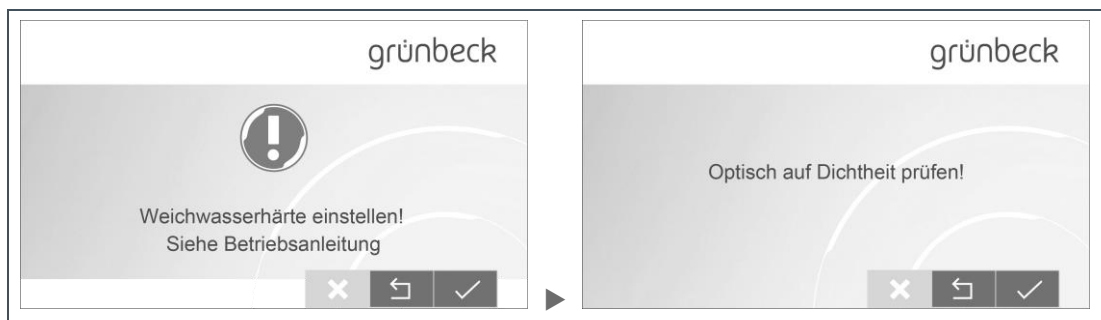 grünbeck
Weichwasserhärte einstellen!
Siehe Betriebsanleitung
grünbeck
Optisch auf Dichtheit prüfen!